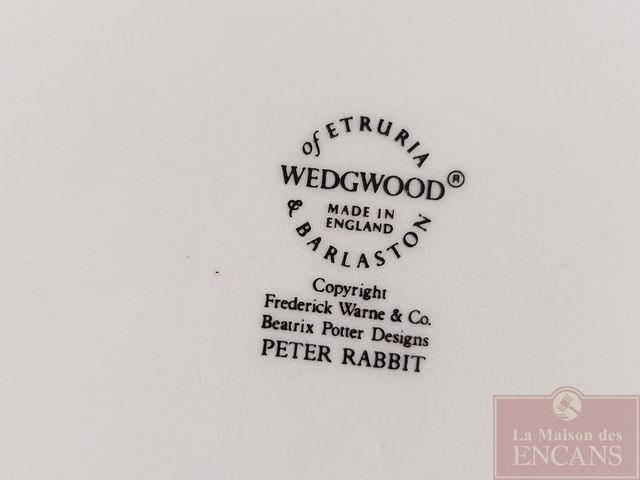 of ETRURIA
WEDGWOOD®
MADE IN
ENGLAND
& BARLASTON
Copyright
Frederick Warne & Co.
Beatrix Potter Designs
PETER RABBIT
La Maison des
ENCANS